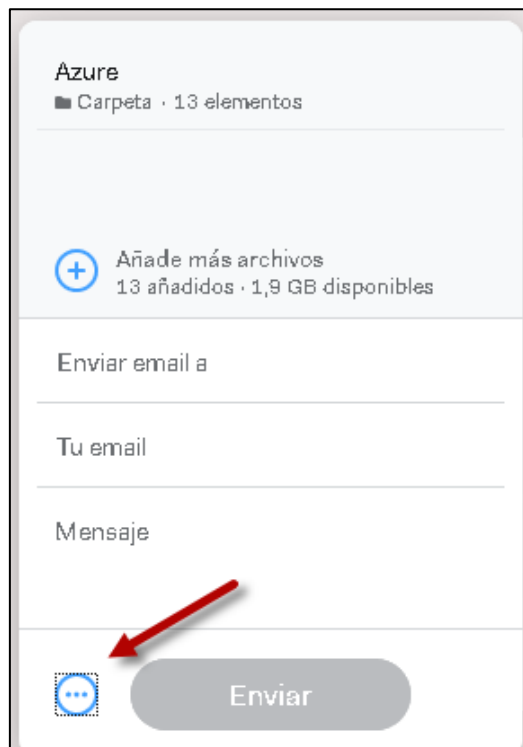 Azure
Carpeta · 13 elementos
Añade más archivos
13 añadidos · 1,9 GB disponibles
Enviar email a
Tu email
Mensaje
Enviar